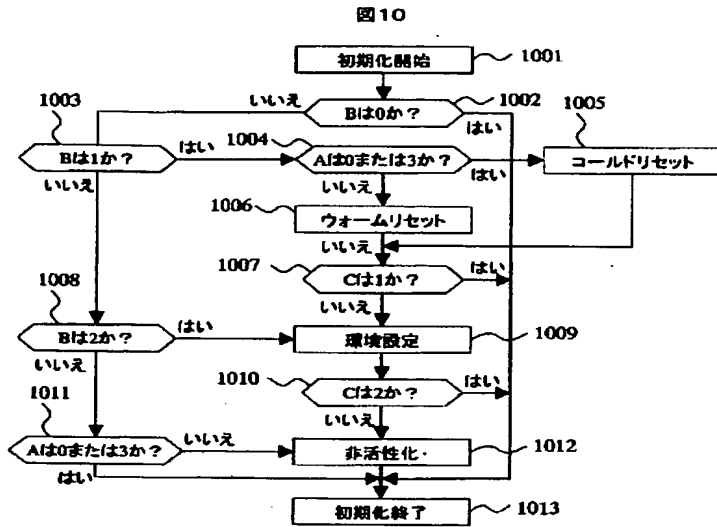 図10
初期化開始
1001
Bは0か？
1002
いいえ
はい
1003
Bは1か？
はい
いいえ
1004
Aは0または3か？
はい
いいえ
1005
コールドリセット
1006
ウォームリセット
いいえ
1007
Cは1か？
はい
いいえ
1008
Bは2か？
はい
いいえ
環境設定
1009
1010
Cは2か？
はい
いいえ
1011
Aは0または3か？
いいえ
はい
非活性化·
1012
初期化終了
1013